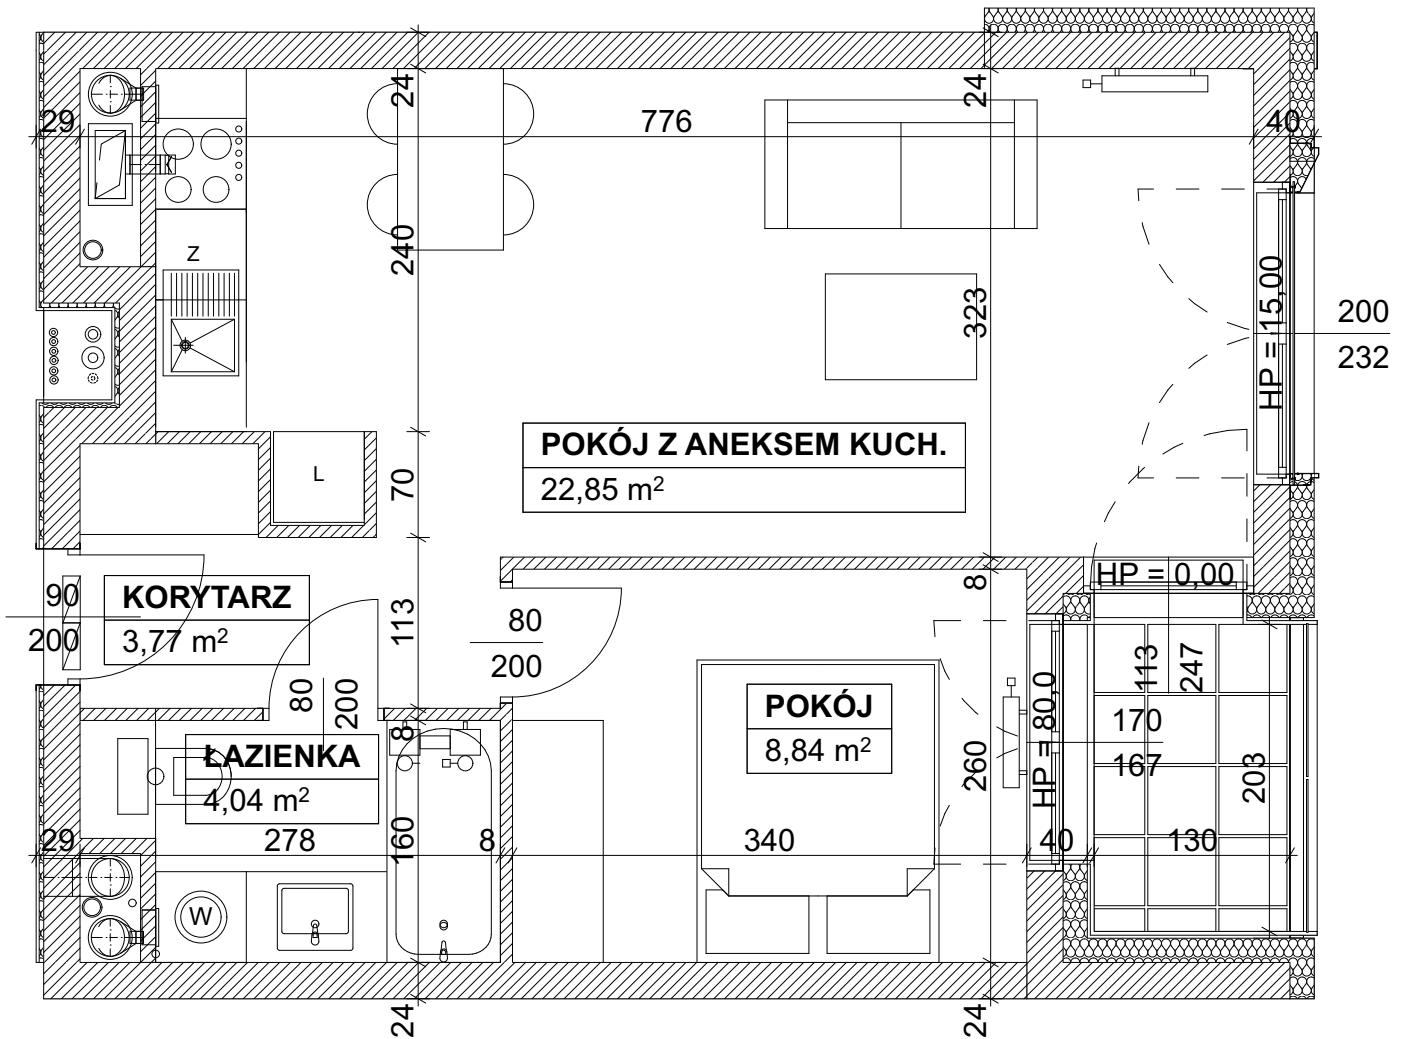 24
24
29
776
40
Z
240
323
HP = 15,00
200
232
POKÓJ Z ANEKSEM KUCH.
22,85 m²
L
70
8
HP = 0,00
90
200
KORYTARZ
3,77 m²
113
80
200
80
200
113
247
POKÓJ
8,84 m²
HP = 80,0
170
167
203
ŁAZIENKA
4,04 m²
8
260
29
278
160
8
340
40
130
W
24
24